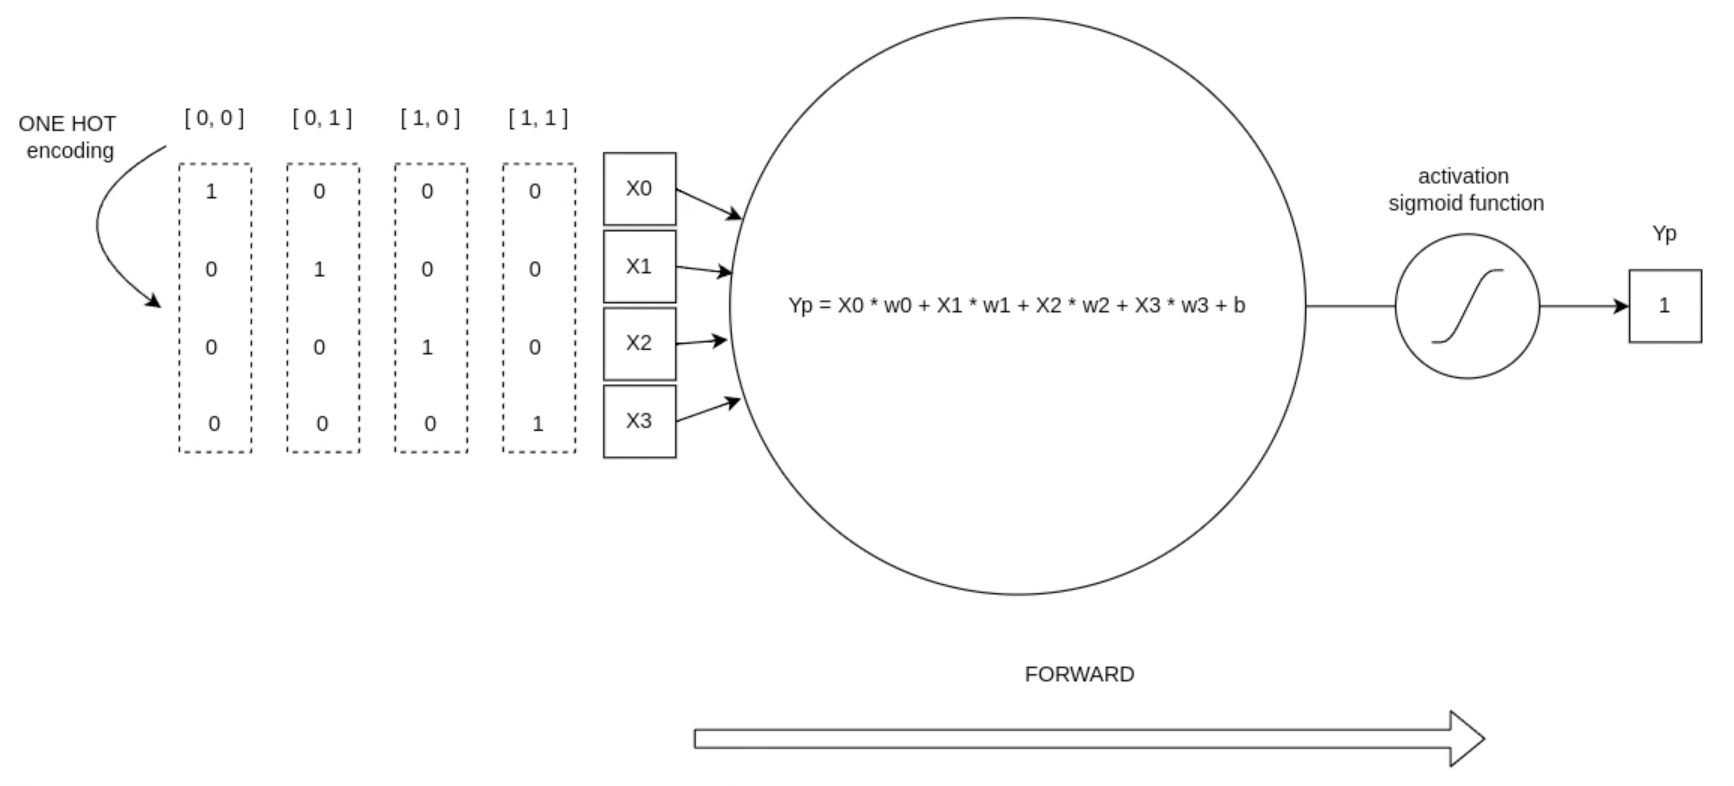 ONE HOT
encoding
[ 0, 0 ] [ 0, 1 ] [ 1, 0 ] [ 1, 1 ]
1 0 0 0
0 1 0 0
0 0 1 0
0 0 0 1
X0
X1
X2
X3
Yp = X0 * w0 + X1 * w1 + X2 * w2 + X3 * w3 + b
activation
sigmoid function
Yp
1
FORWARD